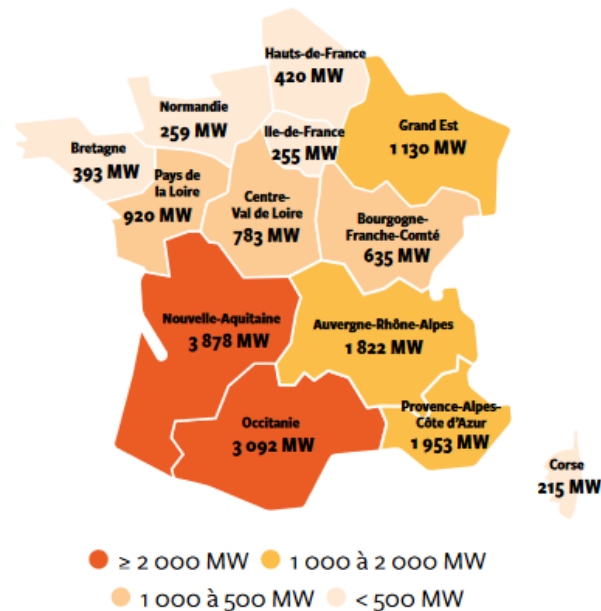 Hauts-de-France
420 MW
Normandie
259 MW
Ile-de-France
255 MW
Grand Est
1 130 MW
Bretagne
393 MW
Pays de
la Loire
920 MW
Centre-
Val de Loire
783 MW
Bourgogne-
Franche-Comté
635 MW
Nouvelle-Aquitaine
3 878 MW
Auvergne-Rhône-Alpes
1 822 MW
Occitanie
3 092 MW
Provence-Alpes-
Côte d'Azur
1 953 MW
Corse
215 MW
≥ 2 000 MW
1 000 à 2 000 MW
1 000 à 500 MW
< 500 MW